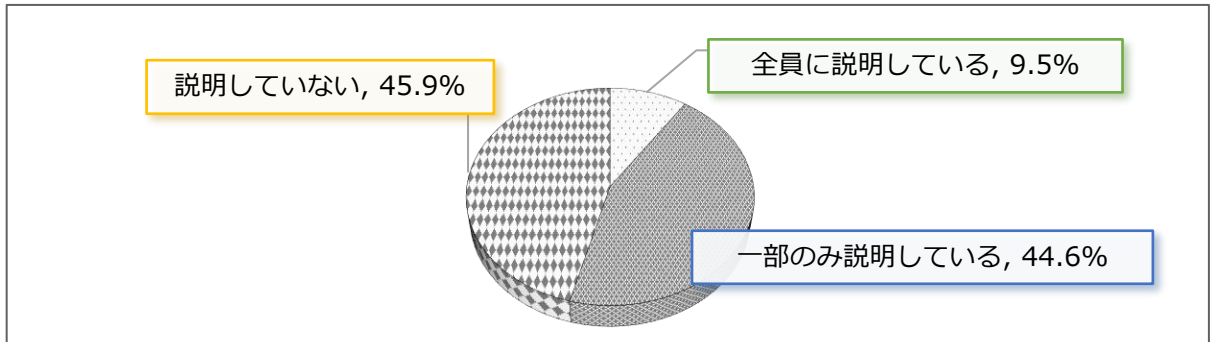 全員に説明している, 9.5%
説明していない, 45.9%
一部のみ説明している, 44.6%